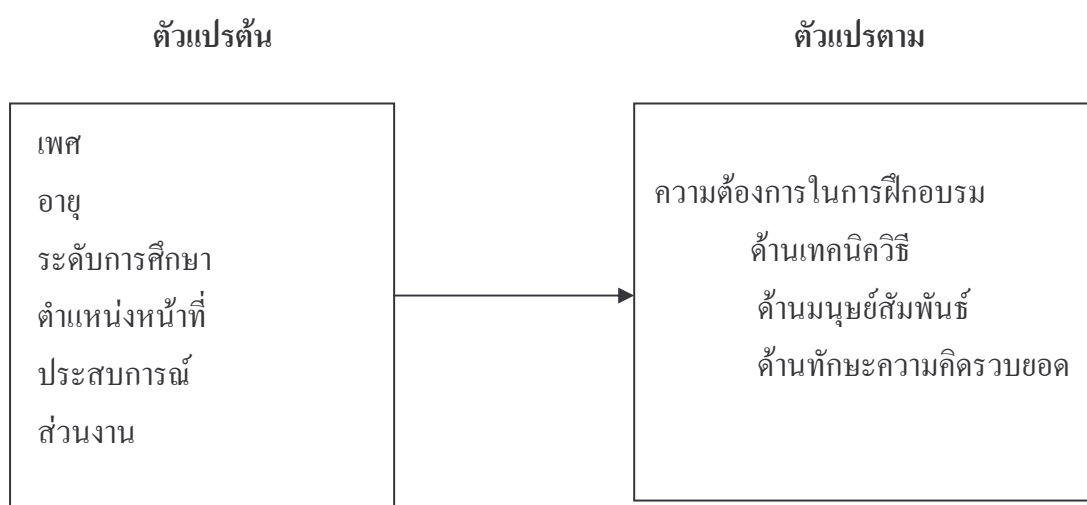 ตัวแปรต้น
ตัวแปรตาม
เพศ
อายุ
ระดับการศึกษา
ตำแหน่งหน้าที่
ประสบการณ์
ส่วนงาน
ความต้องการในการฝึกอบรม
ด้านเทคนิควิธี
ด้านมนุษย์สัมพันธ์
ด้านทักษะความคิดรวบยอด